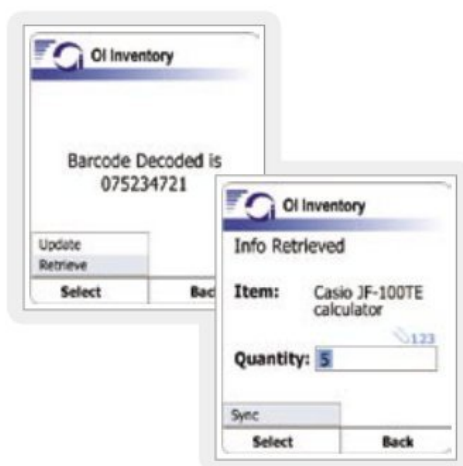 OI Inventory
Barcode Decoded is
075234721
Update
Retrieve
Select Bac
OI Inventory
Info Retrieved
Item: Casio JF-100TE
calculator
123
Quantity: 5
Sync
Select Back